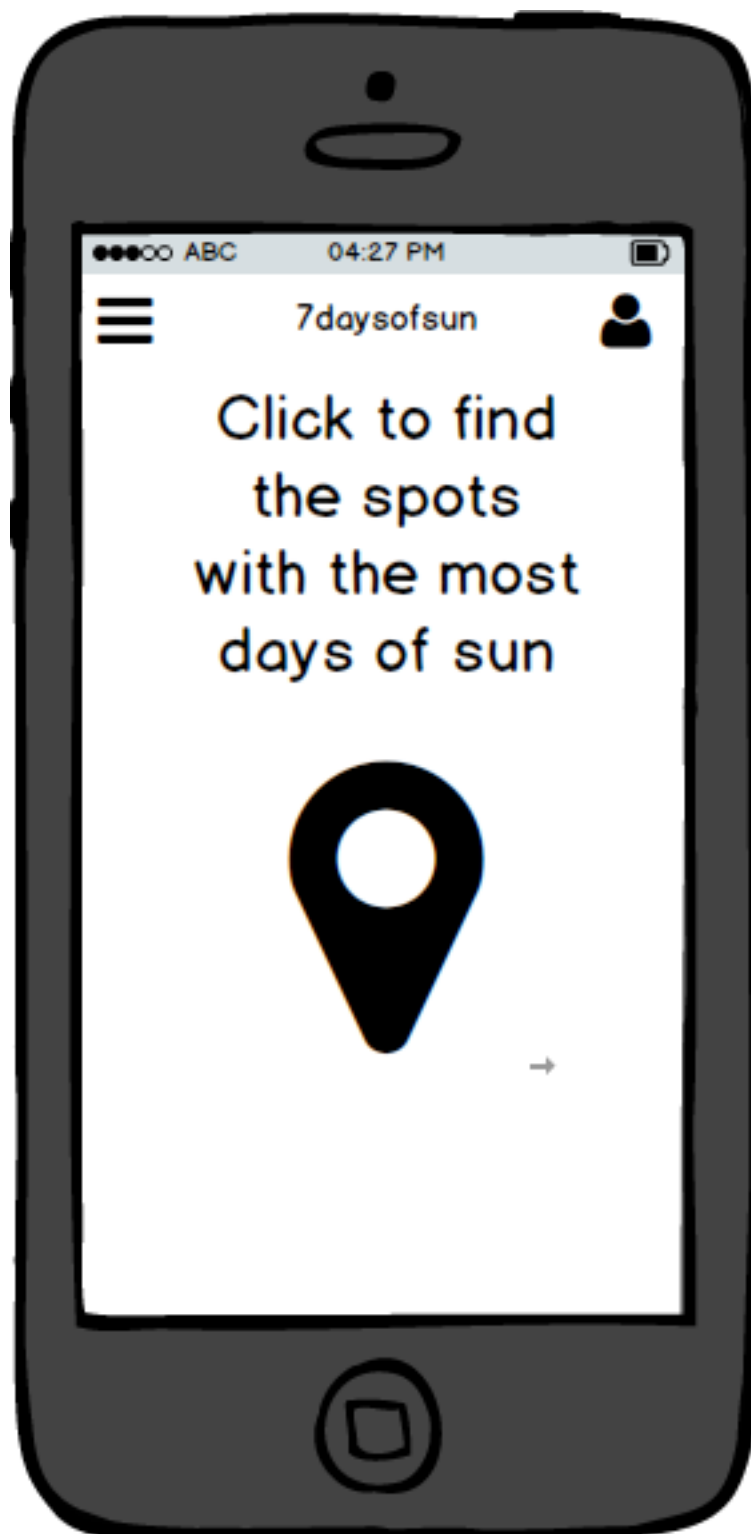 ABC 04:27 PM
7daysofsun
Click to find
the spots
with the most
days of sun